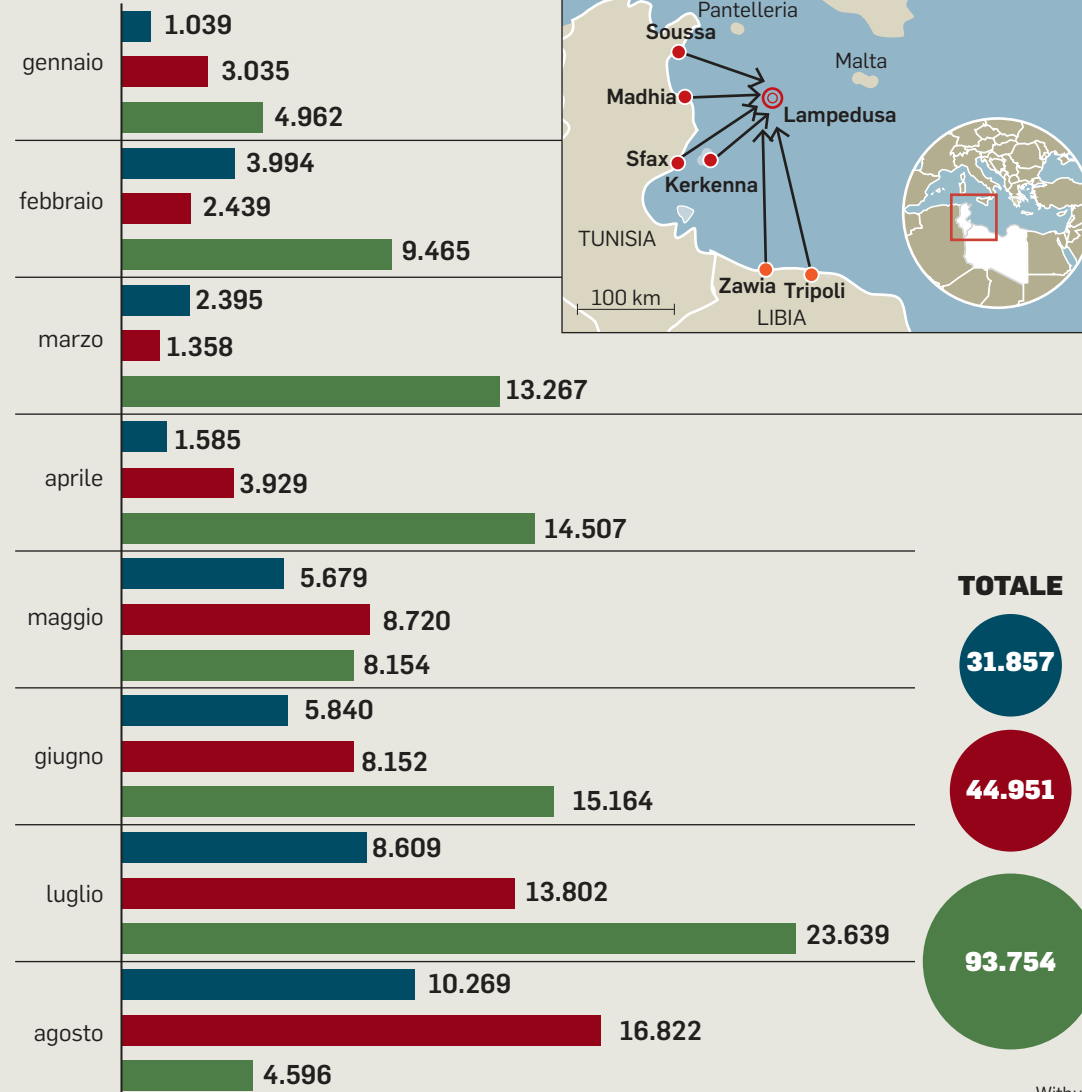 gennaio
1.039
3.035
4.962
febbraio
3.994
2.439
9.465
marzo
2.395
1.358
13.267
aprile
1.585
3.929
14.507
maggio
5.679
8.720
8.154
giugno
5.840
8.152
15.164
luglio
8.609
13.802
23.639
agosto
10.269
16.822
4.596
Pantelleria
Soussa
Malta
Madhia
Lampedusa
Sfax
Kerkenna
TUNISIA
Zawia
Tripoli
100 km
LIBIA
TOTALE
31.857
44.951
93.754